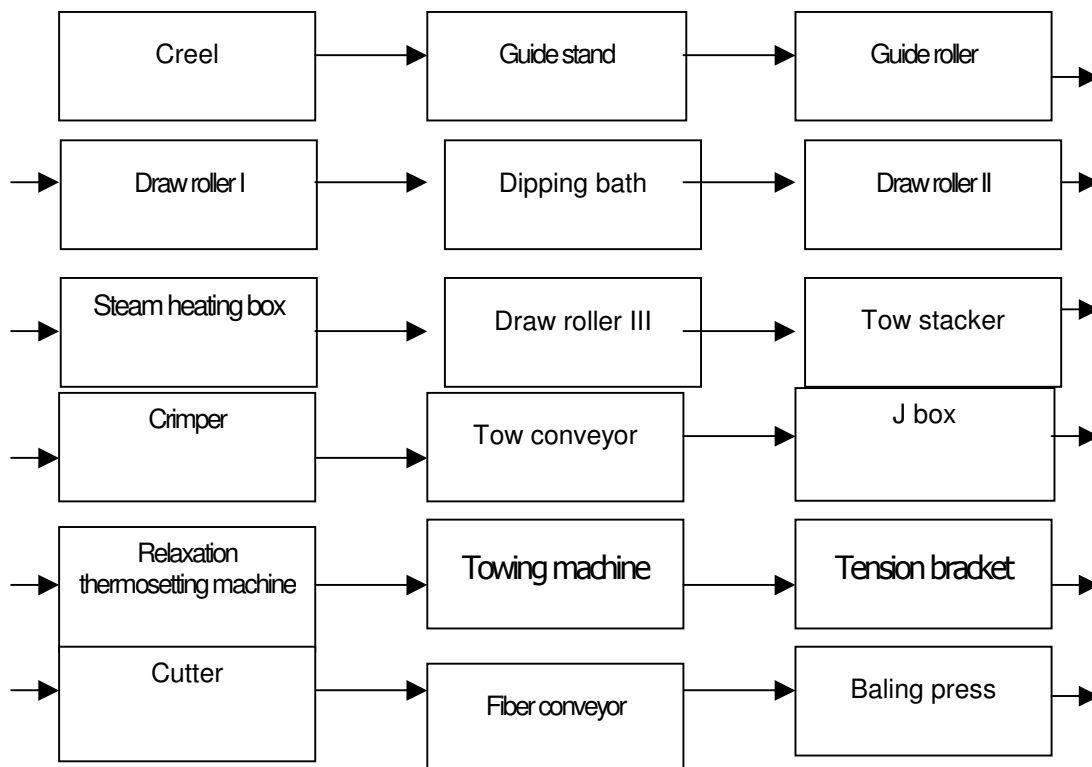 Creel
Guide stand
Guide roller
Draw roller I
Dipping bath
Draw roller II
Steam heating box
Draw roller III
Tow stacker
Crimper
Tow conveyor
J box
Relaxation
thermosetting machine
Towing machine
Tension bracket
Cutter
Fiber conveyor
Baling press